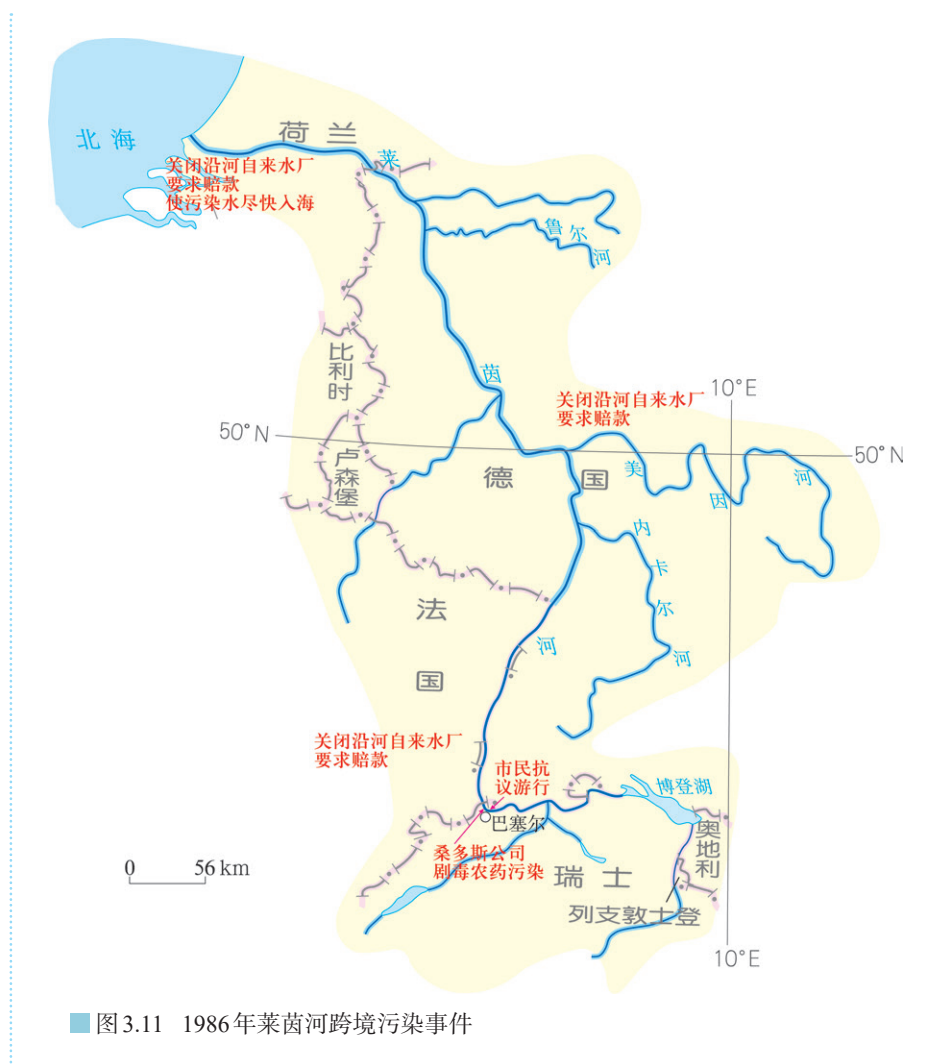 北海
荷兰
莱
关闭沿河自来水厂
要求赔款
使污染水尽快入海
鲁尔
河
比利时
茵
10°E
关闭沿河自来水厂
要求赔款
50°N
50°N
卢森堡
德国
美因河
内卡尔河
法国
河
关闭沿河自来水厂
要求赔款
市民抗
议游行
博登湖
巴塞尔
奥地利
桑多斯公司
剧毒农药污染
0 56 km
瑞士
列支敦士登
10°E
图3.11 1986年莱茵河跨境污染事件